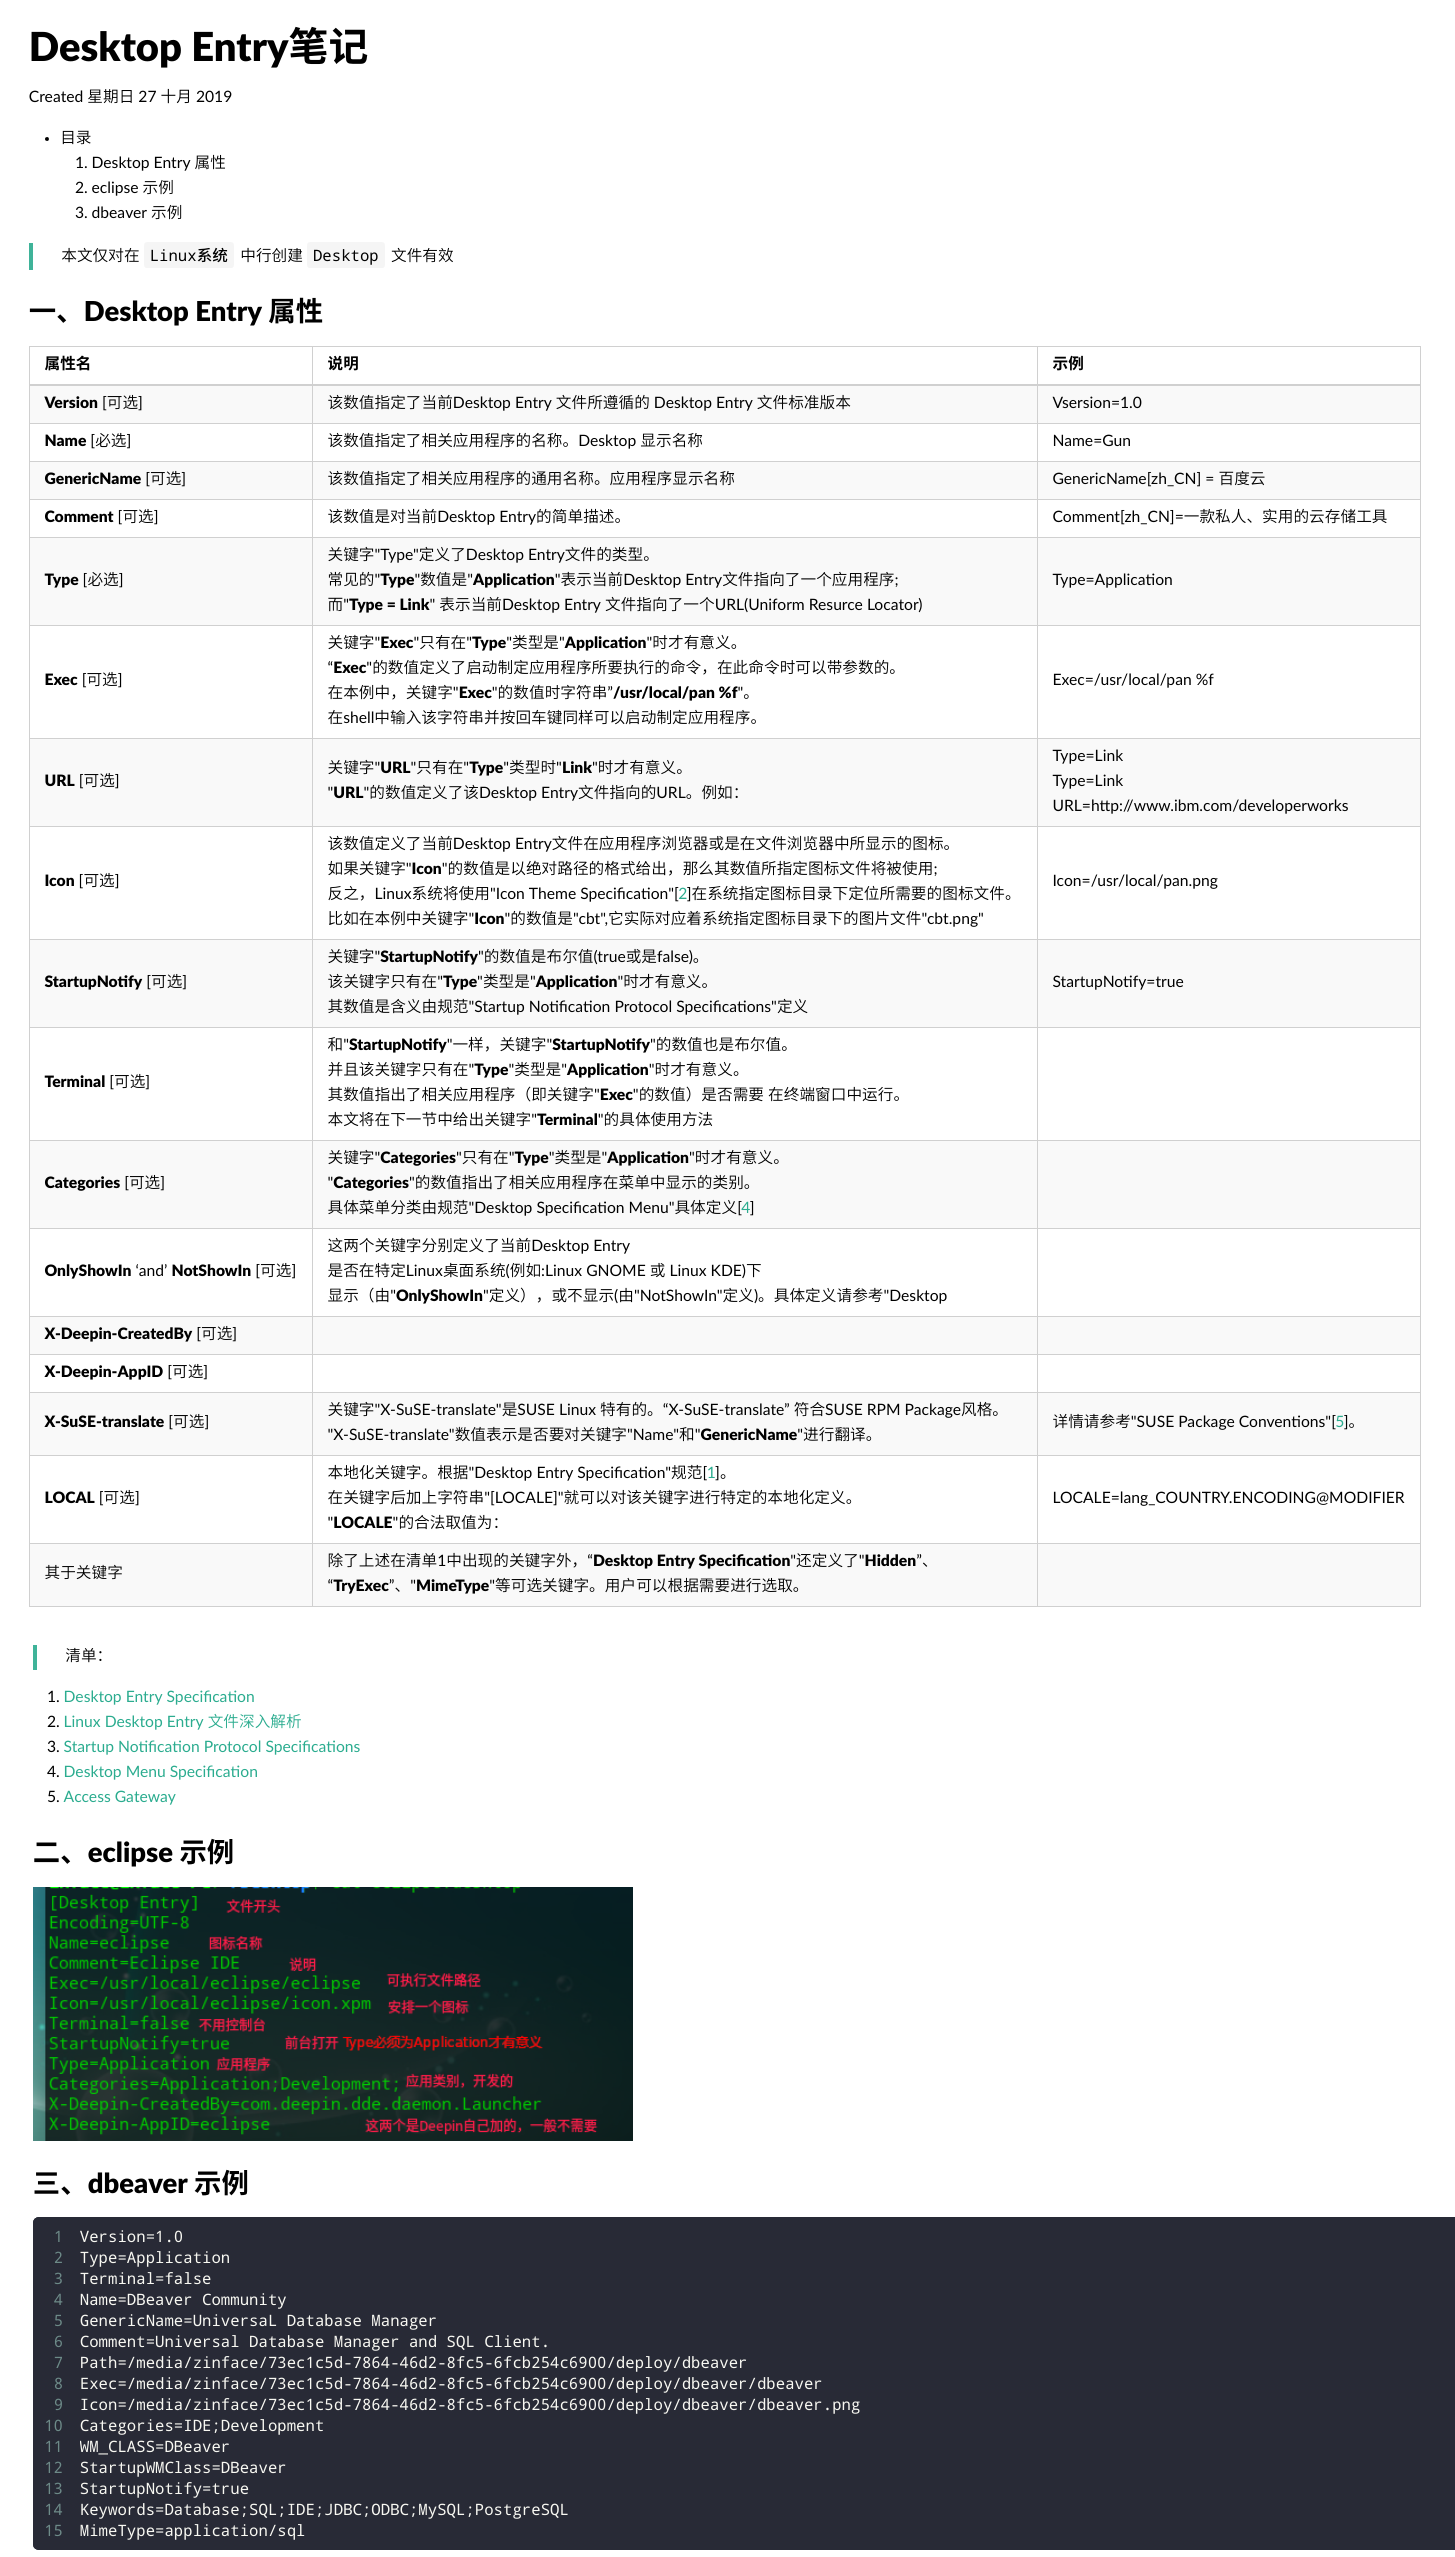 Desktop Entry笔记
Created 星期日 27 十月 2019
• 目录
1. Desktop Entry 属性
2. eclipse 示例
3. dbeaver 示例
本文仅对在 Linux系统 中行创建 Desktop 文件有效
一、Desktop Entry 属性
属性名 说明 示例
Version [可选] 该数值指定了当前Desktop Entry 文件所遵循的 Desktop Entry 文件标准版本 Vsersion=1.0
Name [必选] 该数值指定了相关应用程序的名称。Desktop 显示名称 Name=Gun
GenericName [可选] 该数值指定了相关应用程序的通用名称。应用程序显示名称 GenericName[zh_CN] = 百度云
Comment [可选] 该数值是对当前Desktop Entry的简单描述。 Comment[zh_CN]=一款私人、实用的云存储工具
Type [必选]
关键字"Type"定义了Desktop Entry文件的类型。
常见的"Type"数值是"Application"表示当前Desktop Entry文件指向了一个应用程序;
而"Type = Link" 表示当前Desktop Entry 文件指向了一个URL(Uniform Resurce Locator)
Type=Application
Exec [可选]
关键字"Exec"只有在"Type"类型是"Application"时才有意义。
“Exec"的数值定义了启动制定应用程序所要执行的命令，在此命令时可以带参数的。
在本例中，关键字"Exec"的数值时字符串”/usr/local/pan %f"。
在shell中输入该字符串并按回车键同样可以启动制定应用程序。
Exec=/usr/local/pan %f
URL [可选]
关键字"URL"只有在"Type"类型时"Link"时才有意义。
"URL"的数值定义了该Desktop Entry文件指向的URL。例如：
Type=Link
Type=Link
URL=http://www.ibm.com/developerworks
Icon [可选]
该数值定义了当前Desktop Entry文件在应用程序浏览器或是在文件浏览器中所显示的图标。
如果关键字"Icon"的数值是以绝对路径的格式给出，那么其数值所指定图标文件将被使用;
反之，Linux系统将使用"Icon Theme Specification"[2]在系统指定图标目录下定位所需要的图标文件。
比如在本例中关键字"Icon"的数值是"cbt",它实际对应着系统指定图标目录下的图片文件"cbt.png"
Icon=/usr/local/pan.png
StartupNotify [可选]
关键字"StartupNotify"的数值是布尔值(true或是false)。
该关键字只有在"Type"类型是"Application"时才有意义。
其数值是含义由规范"Startup Notification Protocol Specifications"定义
StartupNotify=true
Terminal [可选]
和"StartupNotify"一样，关键字"StartupNotify"的数值也是布尔值。
并且该关键字只有在"Type"类型是"Application"时才有意义。
其数值指出了相关应用程序（即关键字"Exec"的数值）是否需要 在终端窗口中运行。
本文将在下一节中给出关键字"Terminal"的具体使用方法
Categories [可选]
关键字"Categories"只有在"Type"类型是"Application"时才有意义。
"Categories"的数值指出了相关应用程序在菜单中显示的类别。
具体菜单分类由规范"Desktop Specification Menu"具体定义[4]
OnlyShowIn ‘and’ NotShowIn [可选]
这两个关键字分别定义了当前Desktop Entry
是否在特定Linux桌面系统(例如:Linux GNOME 或 Linux KDE)下
显示（由"OnlyShowIn"定义），或不显示(由"NotShowIn"定义)。具体定义请参考"Desktop
X-Deepin-CreatedBy [可选]
X-Deepin-AppID [可选]
X-SuSE-translate [可选]
关键字"X-SuSE-translate"是SUSE Linux 特有的。“X-SuSE-translate” 符合SUSE RPM Package风格。
"X-SuSE-translate"数值表示是否要对关键字"Name"和"GenericName"进行翻译。
详情请参考"SUSE Package Conventions"[5]。
LOCAL [可选]
本地化关键字。根据"Desktop Entry Specification"规范[1]。
在关键字后加上字符串"[LOCALE]"就可以对该关键字进行特定的本地化定义。
"LOCALE"的合法取值为：
LOCALE=lang_COUNTRY.ENCODING@MODIFIER
其于关键字
除了上述在清单1中出现的关键字外，“Desktop Entry Specification"还定义了"Hidden”、
“TryExec”、"MimeType"等可选关键字。用户可以根据需要进行选取。
清单：
1. Desktop Entry Specification
2. Linux Desktop Entry 文件深入解析
3. Startup Notification Protocol Specifications
4. Desktop Menu Specification
5. Access Gateway
二、eclipse 示例
[Desktop Entry] 文件开头
Encoding=UTF-8
Name=eclipse 图标名称
Comment=Eclipse IDE 说明
Exec=/usr/local/eclipse/eclipse 可执行文件路径
Icon=/usr/local/eclipse/icon.xpm 安排一个图标
Terminal=false 不用控制台
StartupNotify=true 前台打开 Type必须为Application才有意义
Type=Application 应用程序
Categories=Application;Development; 应用类别，开发的
X-Deepin-CreatedBy=com.deepin.dde.daemon.Launcher
X-Deepin-AppID=eclipse 这两个是Deepin自己加的，一般不需要
三、dbeaver 示例
1 Version=1.0
2 Type=Application
3 Terminal=false
4 Name=DBeaver Community
5 GenericName=UniversaL Database Manager
6 Comment=Universal Database Manager and SQL Client.
7 Path=/media/zinface/73ec1c5d-7864-46d2-8fc5-6fcb254c6900/deploy/dbeaver
8 Exec=/media/zinface/73ec1c5d-7864-46d2-8fc5-6fcb254c6900/deploy/dbeaver/dbeaver
9 Icon=/media/zinface/73ec1c5d-7864-46d2-8fc5-6fcb254c6900/deploy/dbeaver/dbeaver.png
10 Categories=IDE;Development
11 WM_CLASS=DBeaver
12 StartupWMClass=DBeaver
13 StartupNotify=true
14 Keywords=Database;SQL;IDE;JDBC;ODBC;MySQL;PostgreSQL
15 MimeType=application/sql